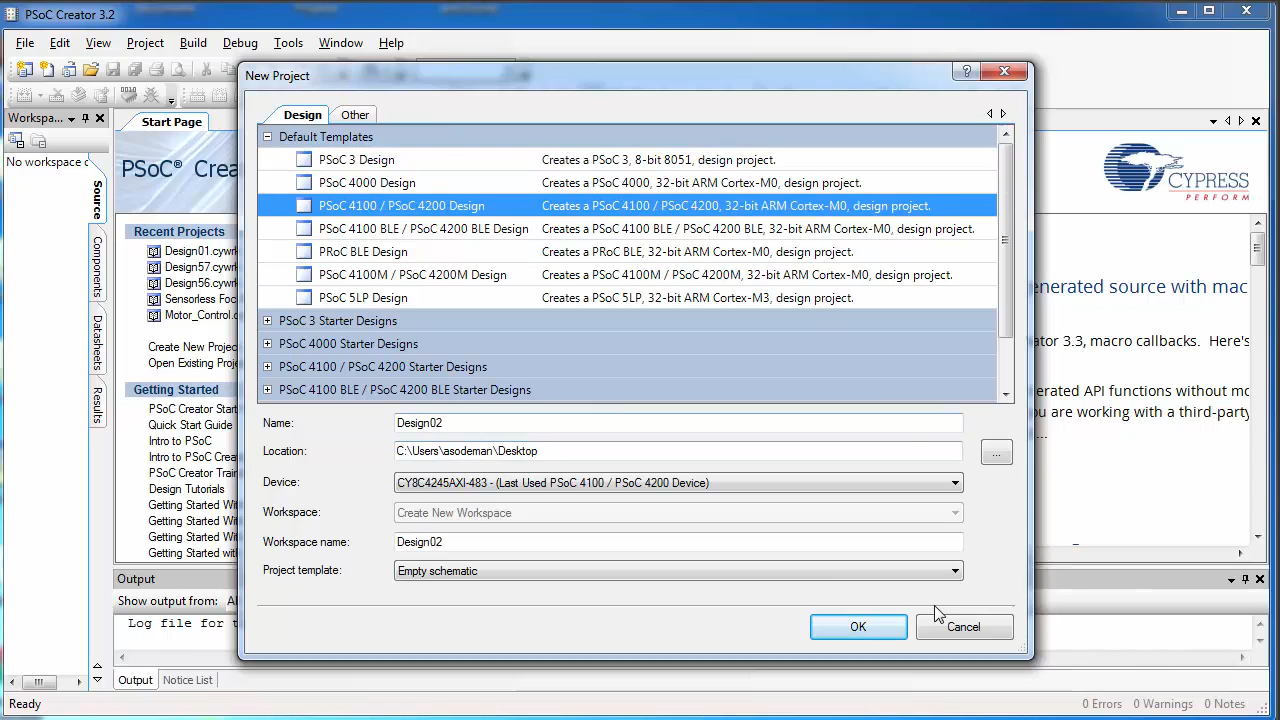 PSoC Creator 3.2
File Edit View Project Build Debug Tools Window Help
New Project
Design Other
Default Templates
PSoC 3 Design Creates a PSoC 3, 8-bit 8051, design project.
PSoC 4000 Design Creates a PSoC 4000, 32-bit ARM Cortex-M0, design project.
PSoC 4100 / PSoC 4200 Design Creates a PSoC 4100 / PSoC 4200, 32-bit ARM Cortex-M0, design project.
PSoC 4100 BLE / PSoC 4200 BLE Design Creates a PSoC 4100 BLE / PSoC 4200 BLE, 32-bit ARM Cortex-M0, design project.
PRoC BLE Design Creates a PRoC BLE, 32-bit ARM Cortex-M0, design project.
PSoC 4100M / PSoC 4200M Design Creates a PSoC 4100M / PSoC 4200M, 32-bit ARM Cortex-M0, design project.
PSoC 5LP Design Creates a PSoC 5LP, 32-bit ARM Cortex-M3, design project.
PSoC 3 Starter Designs
PSoC 4000 Starter Designs
PSoC 4100 / PSoC 4200 Starter Designs
PSoC 4100 BLE / PSoC 4200 BLE Starter Designs
Name: Design02
Location: C:\Users\asodeman\Desktop ...
Device: CY8C4245AXI-483 - (Last Used PSoC 4100 / PSoC 4200 Device)
Workspace: Create New Workspace
Workspace name: Design02
Project template: Empty schematic
OK Cancel
Workspa...
No workspace c
Source
Components
Datasheets
Results
Start Page
PSoC® Crea
CYPRESS
PERFORM
Recent Projects
Design01.cywrk
Design57.cywrk
Design56.cywrk
Sensorless Foc
Motor_Control.c
Create New Projec
Open Existing Proje
Getting Started
PSoC Creator Start
Quick Start Guide
Intro to PSoC
Intro to PSoC Creat
PSoC Creator Train
Design Tutorials
Getting Started Wit
Getting Started Wit
Getting Started Wit
Getting Started with
enerated source with mac
ator 3.3, macro callbacks. Here's
erated API functions without mo
ou are working with a third-party
...
Output
Show output from: Al
Log file for t
Output Notice List
Ready 0 Errors 0 Warnings 0 Notes